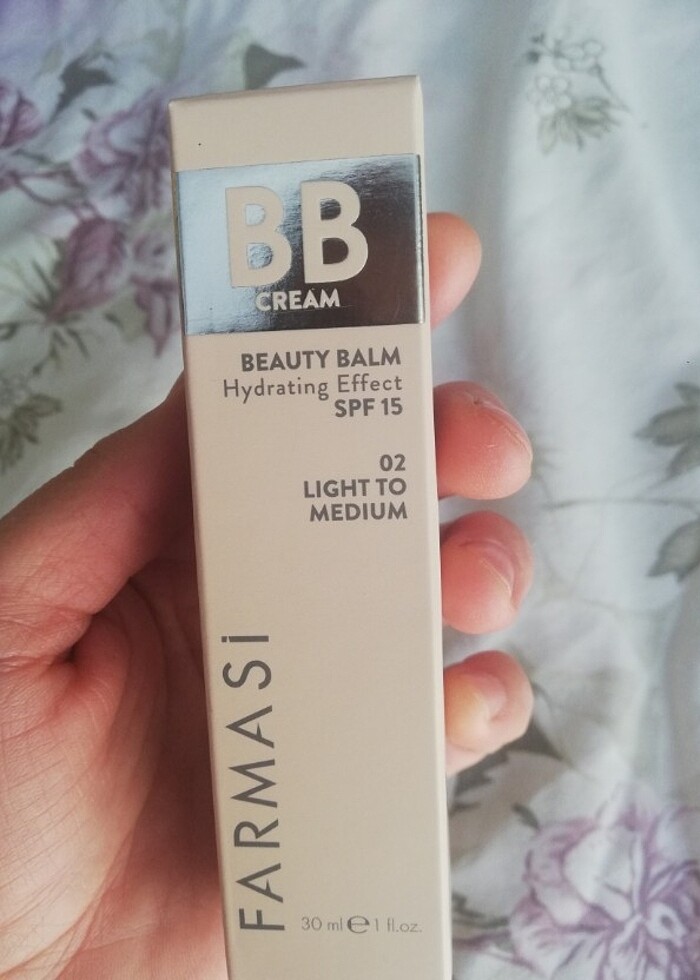 BB
CREAM
BEAUTY BALM
Hydrating Effect
SPF 15
02
LIGHT TO
MEDIUM
FARMASİ
30 ml ℮ 1 fl.oz.